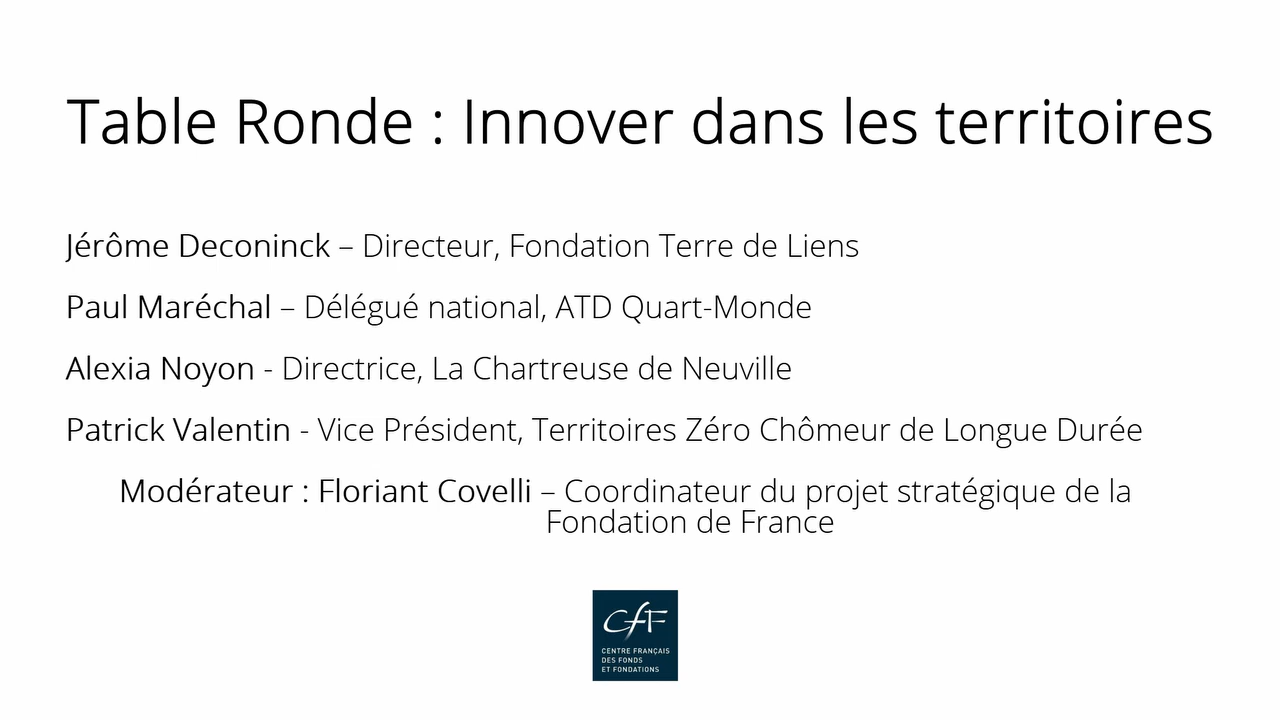 Table Ronde : Innover dans les territoires
Jérôme Deconinck – Directeur, Fondation Terre de Liens
Paul Maréchal – Délégué national, ATD Quart-Monde
Alexia Noyon - Directrice, La Chartreuse de Neuville
Patrick Valentin - Vice Président, Territoires Zéro Chômeur de Longue Durée
Modérateur : Floriant Covelli – Coordinateur du projet stratégique de la
Fondation de France
CfF
CENTRE FRANÇAIS
DES FONDS
ET FONDATIONS